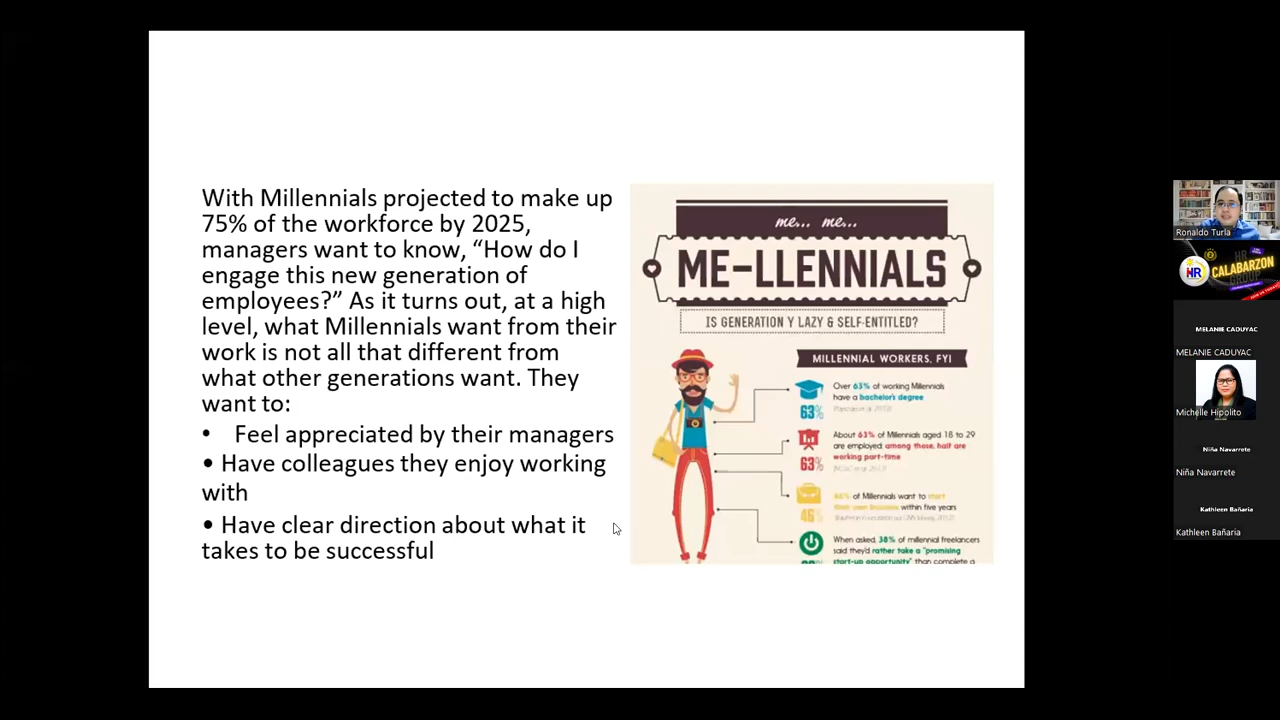 With Millennials projected to make up
75% of the workforce by 2025,
managers want to know, “How do I
engage this new generation of
employees?” As it turns out, at a high
level, what Millennials want from their
work is not all that different from
what other generations want. They
want to:
• Feel appreciated by their managers
• Have colleagues they enjoy working
with
• Have clear direction about what it
takes to be successful
me... me...
ME-LLENNIALS
IS GENERATION Y LAZY & SELF-ENTITLED?
MILLENNIAL WORKERS, FYI
Over 63% of working Millennials
have a bachelor's degree
63%
About 63% of Millennials aged 18 to 29
are employed; among those, half are
working part-time
63%
46% of Millennials want to start
their own business within five years
46%
When asked, 38% of millennial freelancers
said they'd rather take a "promising
start-up opportunity" than complete a
Ronaldo Turla
HR
CALABARZON
GROUP
MELANIE CADUYAC
MELANIE CADUYAC
Michelle Hipolito
Niña Navarrete
Niña Navarrete
Kathleen Bañaria
Kathleen Bañaria